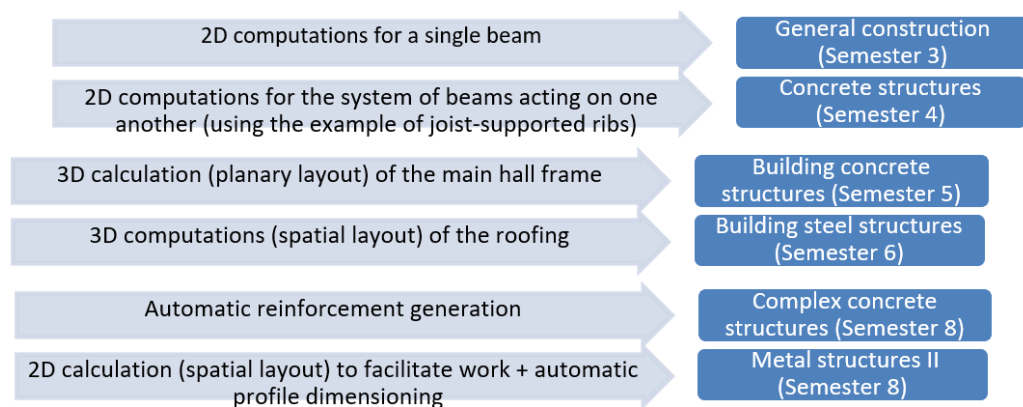 2D computations for a single beam
General construction
(Semester 3)
2D computations for the system of beams acting on one
another (using the example of joist-supported ribs)
Concrete structures
(Semester 4)
3D calculation (planary layout) of the main hall frame
Building concrete
structures (Semester 5)
3D computations (spatial layout) of the roofing
Building steel structures
(Semester 6)
Automatic reinforcement generation
Complex concrete
structures (Semester 8)
2D calculation (spatial layout) to facilitate work + automatic
profile dimensioning
Metal structures II
(Semester 8)